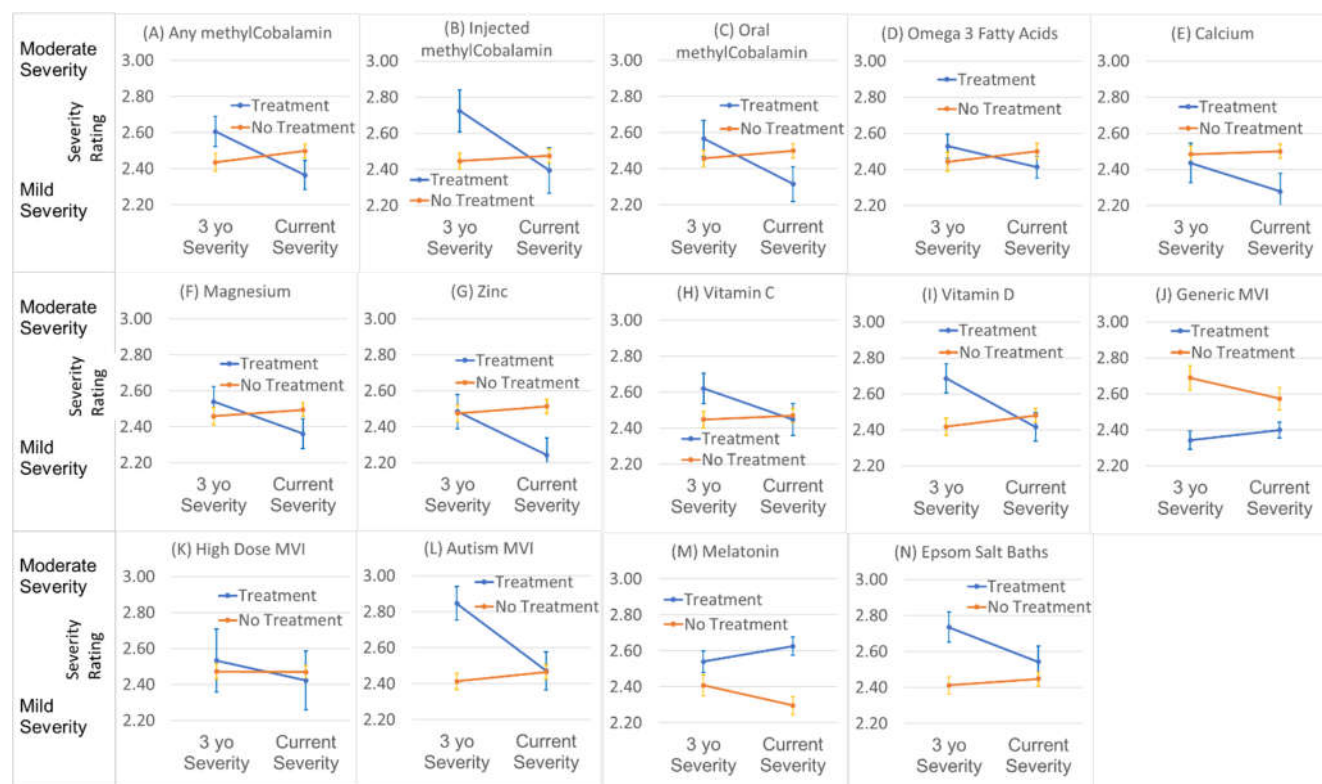 Moderate
Severity
Severity
Rating
Mild
Severity
(A) Any methylCobalamin
3.00
2.80
2.60
2.40
2.20
Treatment
No Treatment
3 yo
Severity
Current
Severity
(B) Injected
methylCobalamin
3.00
2.80
2.60
2.40
2.20
Treatment
No Treatment
3 yo
Severity
Current
Severity
(C) Oral
methylCobalamin
3.00
2.80
2.60
2.40
2.20
Treatment
No Treatment
3 yo
Severity
Current
Severity
(D) Omega 3 Fatty Acids
3.00
2.80
2.60
2.40
2.20
Treatment
No Treatment
3 yo
Severity
Current
Severity
(E) Calcium
3.00
2.80
2.60
2.40
2.20
Treatment
No Treatment
3 yo
Severity
Current
Severity
Moderate
Severity
Severity
Rating
Mild
Severity
(F) Magnesium
3.00
2.80
2.60
2.40
2.20
Treatment
No Treatment
3 yo
Severity
Current
Severity
(G) Zinc
3.00
2.80
2.60
2.40
2.20
Treatment
No Treatment
3 yo
Severity
Current
Severity
(H) Vitamin C
3.00
2.80
2.60
2.40
2.20
Treatment
No Treatment
3 yo
Severity
Current
Severity
(I) Vitamin D
3.00
2.80
2.60
2.40
2.20
Treatment
No Treatment
3 yo
Severity
Current
Severity
(J) Generic MVI
3.00
2.80
2.60
2.40
2.20
Treatment
No Treatment
3 yo
Severity
Current
Severity
Moderate
Severity
Severity
Rating
Mild
Severity
(K) High Dose MVI
3.00
2.80
2.60
2.40
2.20
Treatment
No Treatment
3 yo
Severity
Current
Severity
(L) Autism MVI
3.00
2.80
2.60
2.40
2.20
Treatment
No Treatment
3 yo
Severity
Current
Severity
(M) Melatonin
3.00
2.80
2.60
2.40
2.20
Treatment
No Treatment
3 yo
Severity
Current
Severity
(N) Epsom Salt Baths
3.00
2.80
2.60
2.40
2.20
Treatment
No Treatment
3 yo
Severity
Current
Severity